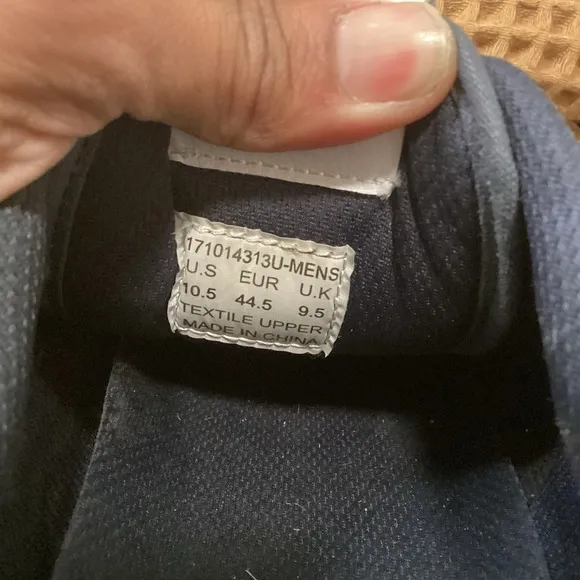 171014313U-MENS
U.S EUR U.K
10.5 44.5 9.5
TEXTILE UPPER
MADE IN CHINA